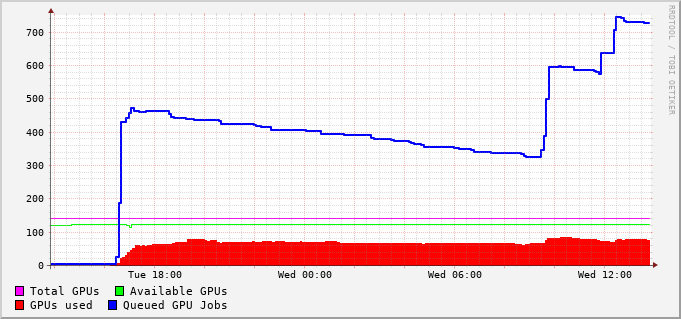 700
600
500
400
300
200
100
0
Tue 18:00 Wed 00:00 Wed 06:00 Wed 12:00
Total GPUs Available GPUs
GPUs used Queued GPU Jobs
RRDTOOL / TOBI OETIKER